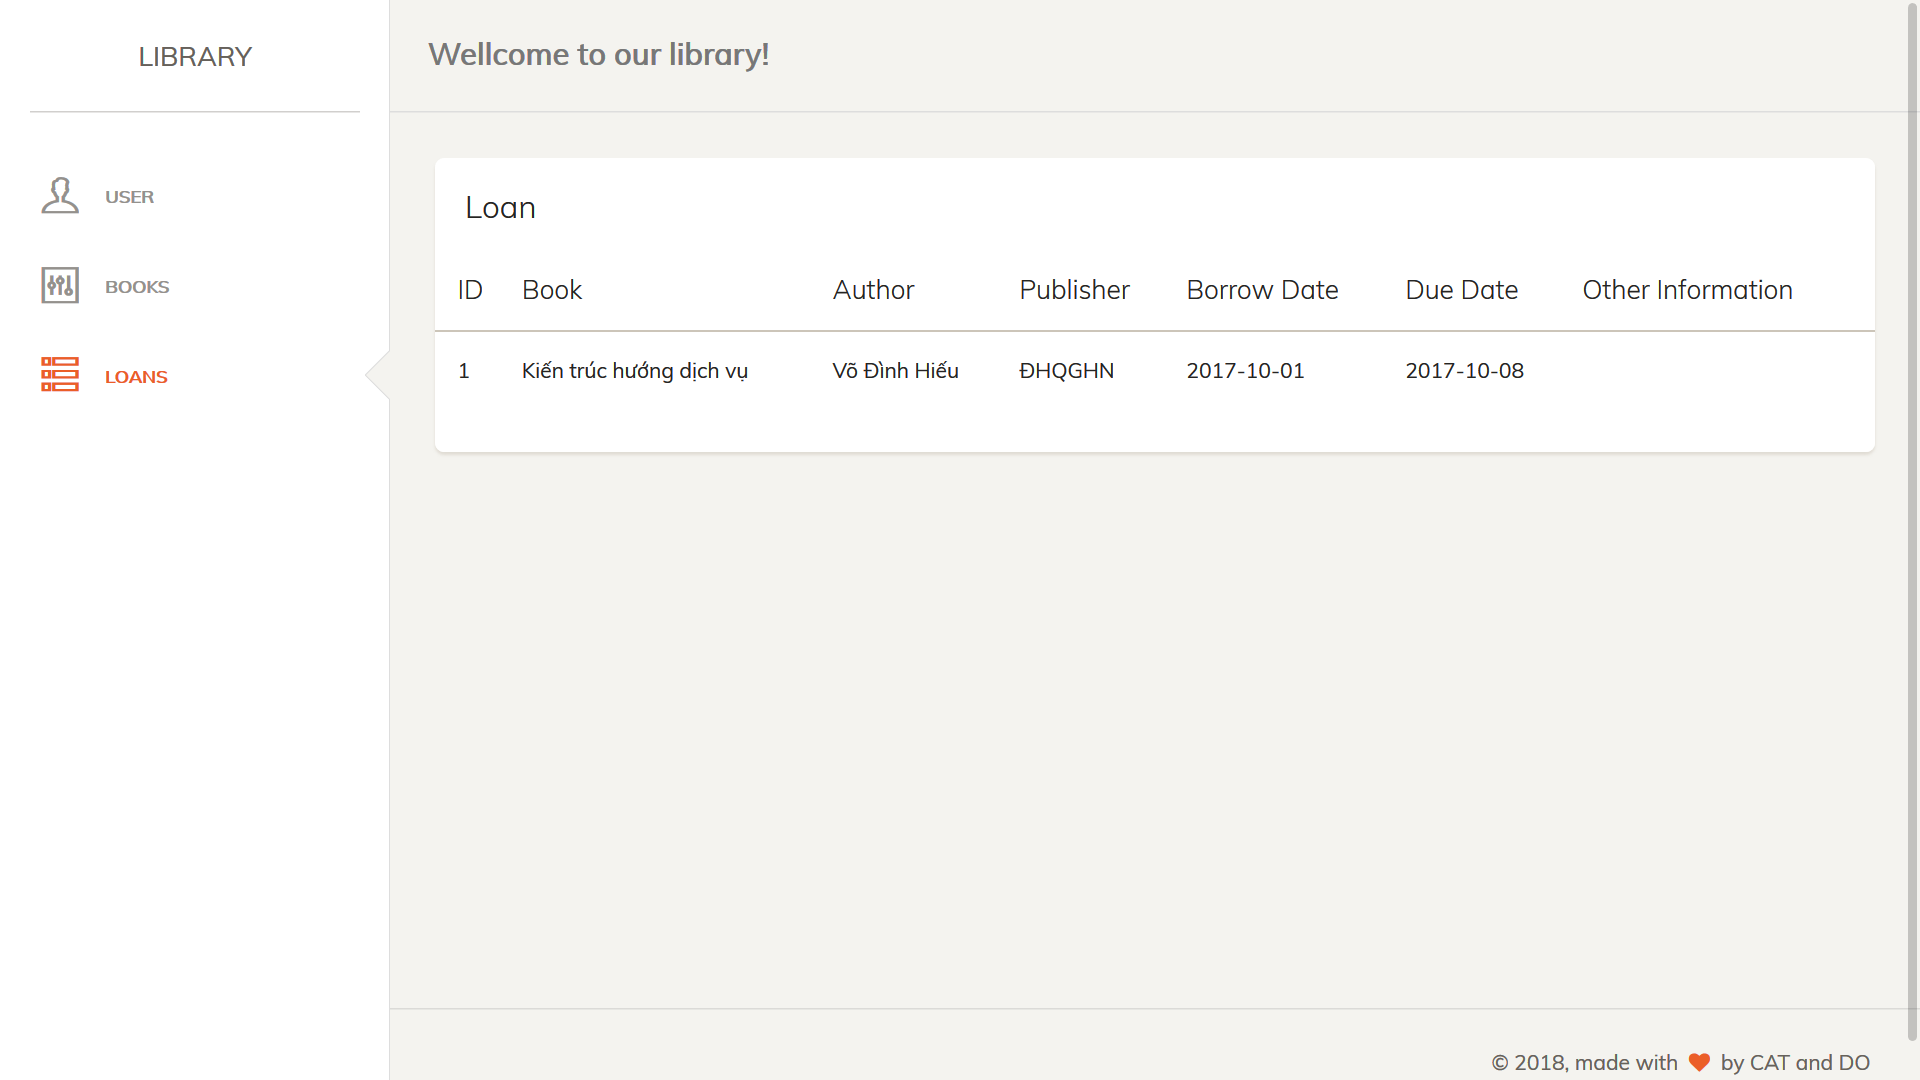 LIBRARY
Wellcome to our library!
USER
BOOKS
LOANS
Loan
ID Book Author Publisher Borrow Date Due Date Other Information
1 Kiến trúc hướng dịch vụ Võ Đình Hiếu ĐHQGHN 2017-10-01 2017-10-08
© 2018, made with by CAT and DO